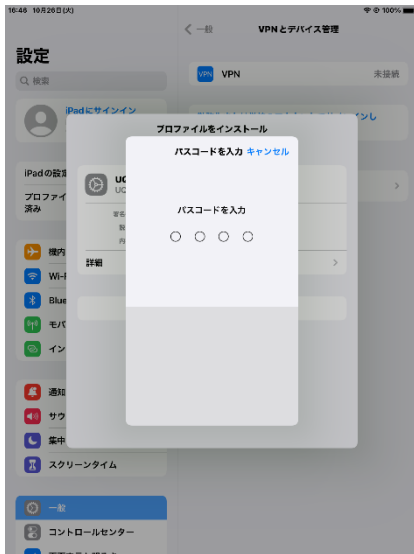 16:46 10月26日(火)
100%
設定
検索
iPadにサインイン
iPadの設定
プロファイ
済み
機内
Wi-F
Blue
モバ
イン
通知
サウ
集中
スクリーンタイム
一般
コントロールセンター
一般
VPNとデバイス管理
VPN
VPN
未接続
プロファイルをインストール
UC
UC
署名
詳細
パスコードを入力
キャンセル
パスコードを入力